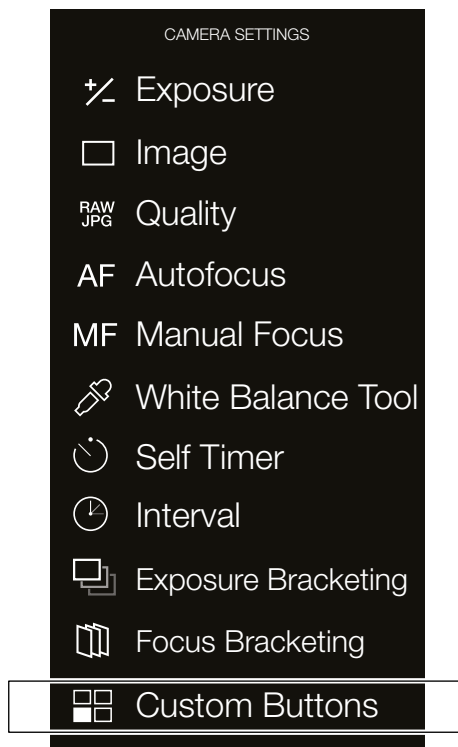 CAMERA SETTINGS
+/– Exposure
Image
RAW
JPG Quality
AF Autofocus
MF Manual Focus
White Balance Tool
Self Timer
Interval
Exposure Bracketing
Focus Bracketing
Custom Buttons